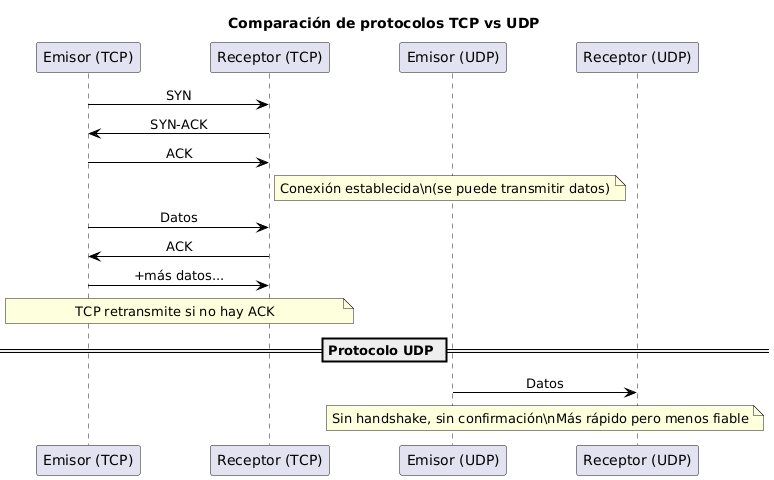 Comparación de protocolos TCP vs UDP
Emisor (TCP)
Receptor (TCP)
Emisor (UDP)
Receptor (UDP)
SYN
SYN-ACK
ACK
Conexión establecida\n(se puede transmitir datos)
Datos
ACK
+más datos...
TCP retransmite si no hay ACK
Protocolo UDP
Datos
Sin handshake, sin confirmación\nMás rápido pero menos fiable
Emisor (TCP)
Receptor (TCP)
Emisor (UDP)
Receptor (UDP)